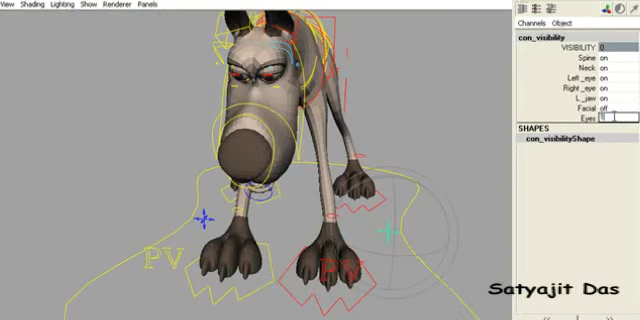 View Shading Lighting Show Renderer Panels
Channels Object
con_visibility
VISIBILITY 0
Spine on
Neck on
Left_eye on
Right_eye on
L_jaw on
Facial off
Eyes
SHAPES
con_visibilityShape
PV
PV
Satyajit Das